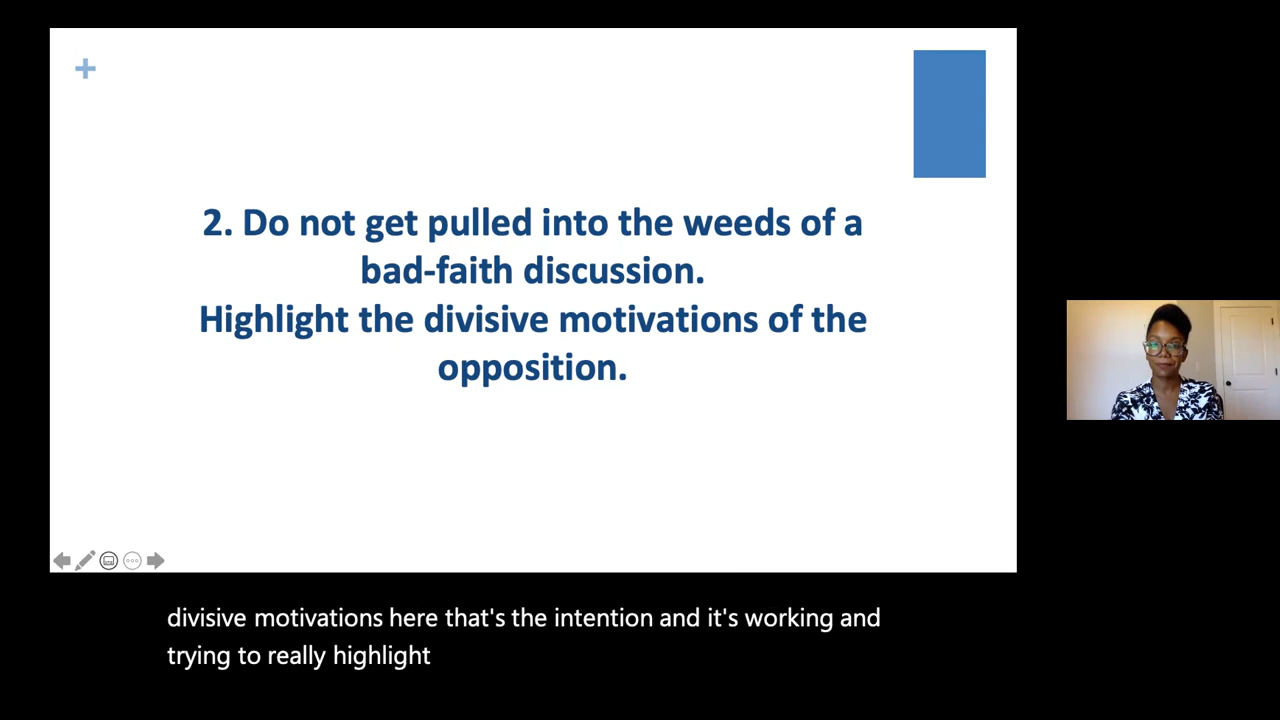 +
2. Do not get pulled into the weeds of a
bad-faith discussion.
Highlight the divisive motivations of the
opposition.
divisive motivations here that's the intention and it's working and
trying to really highlight